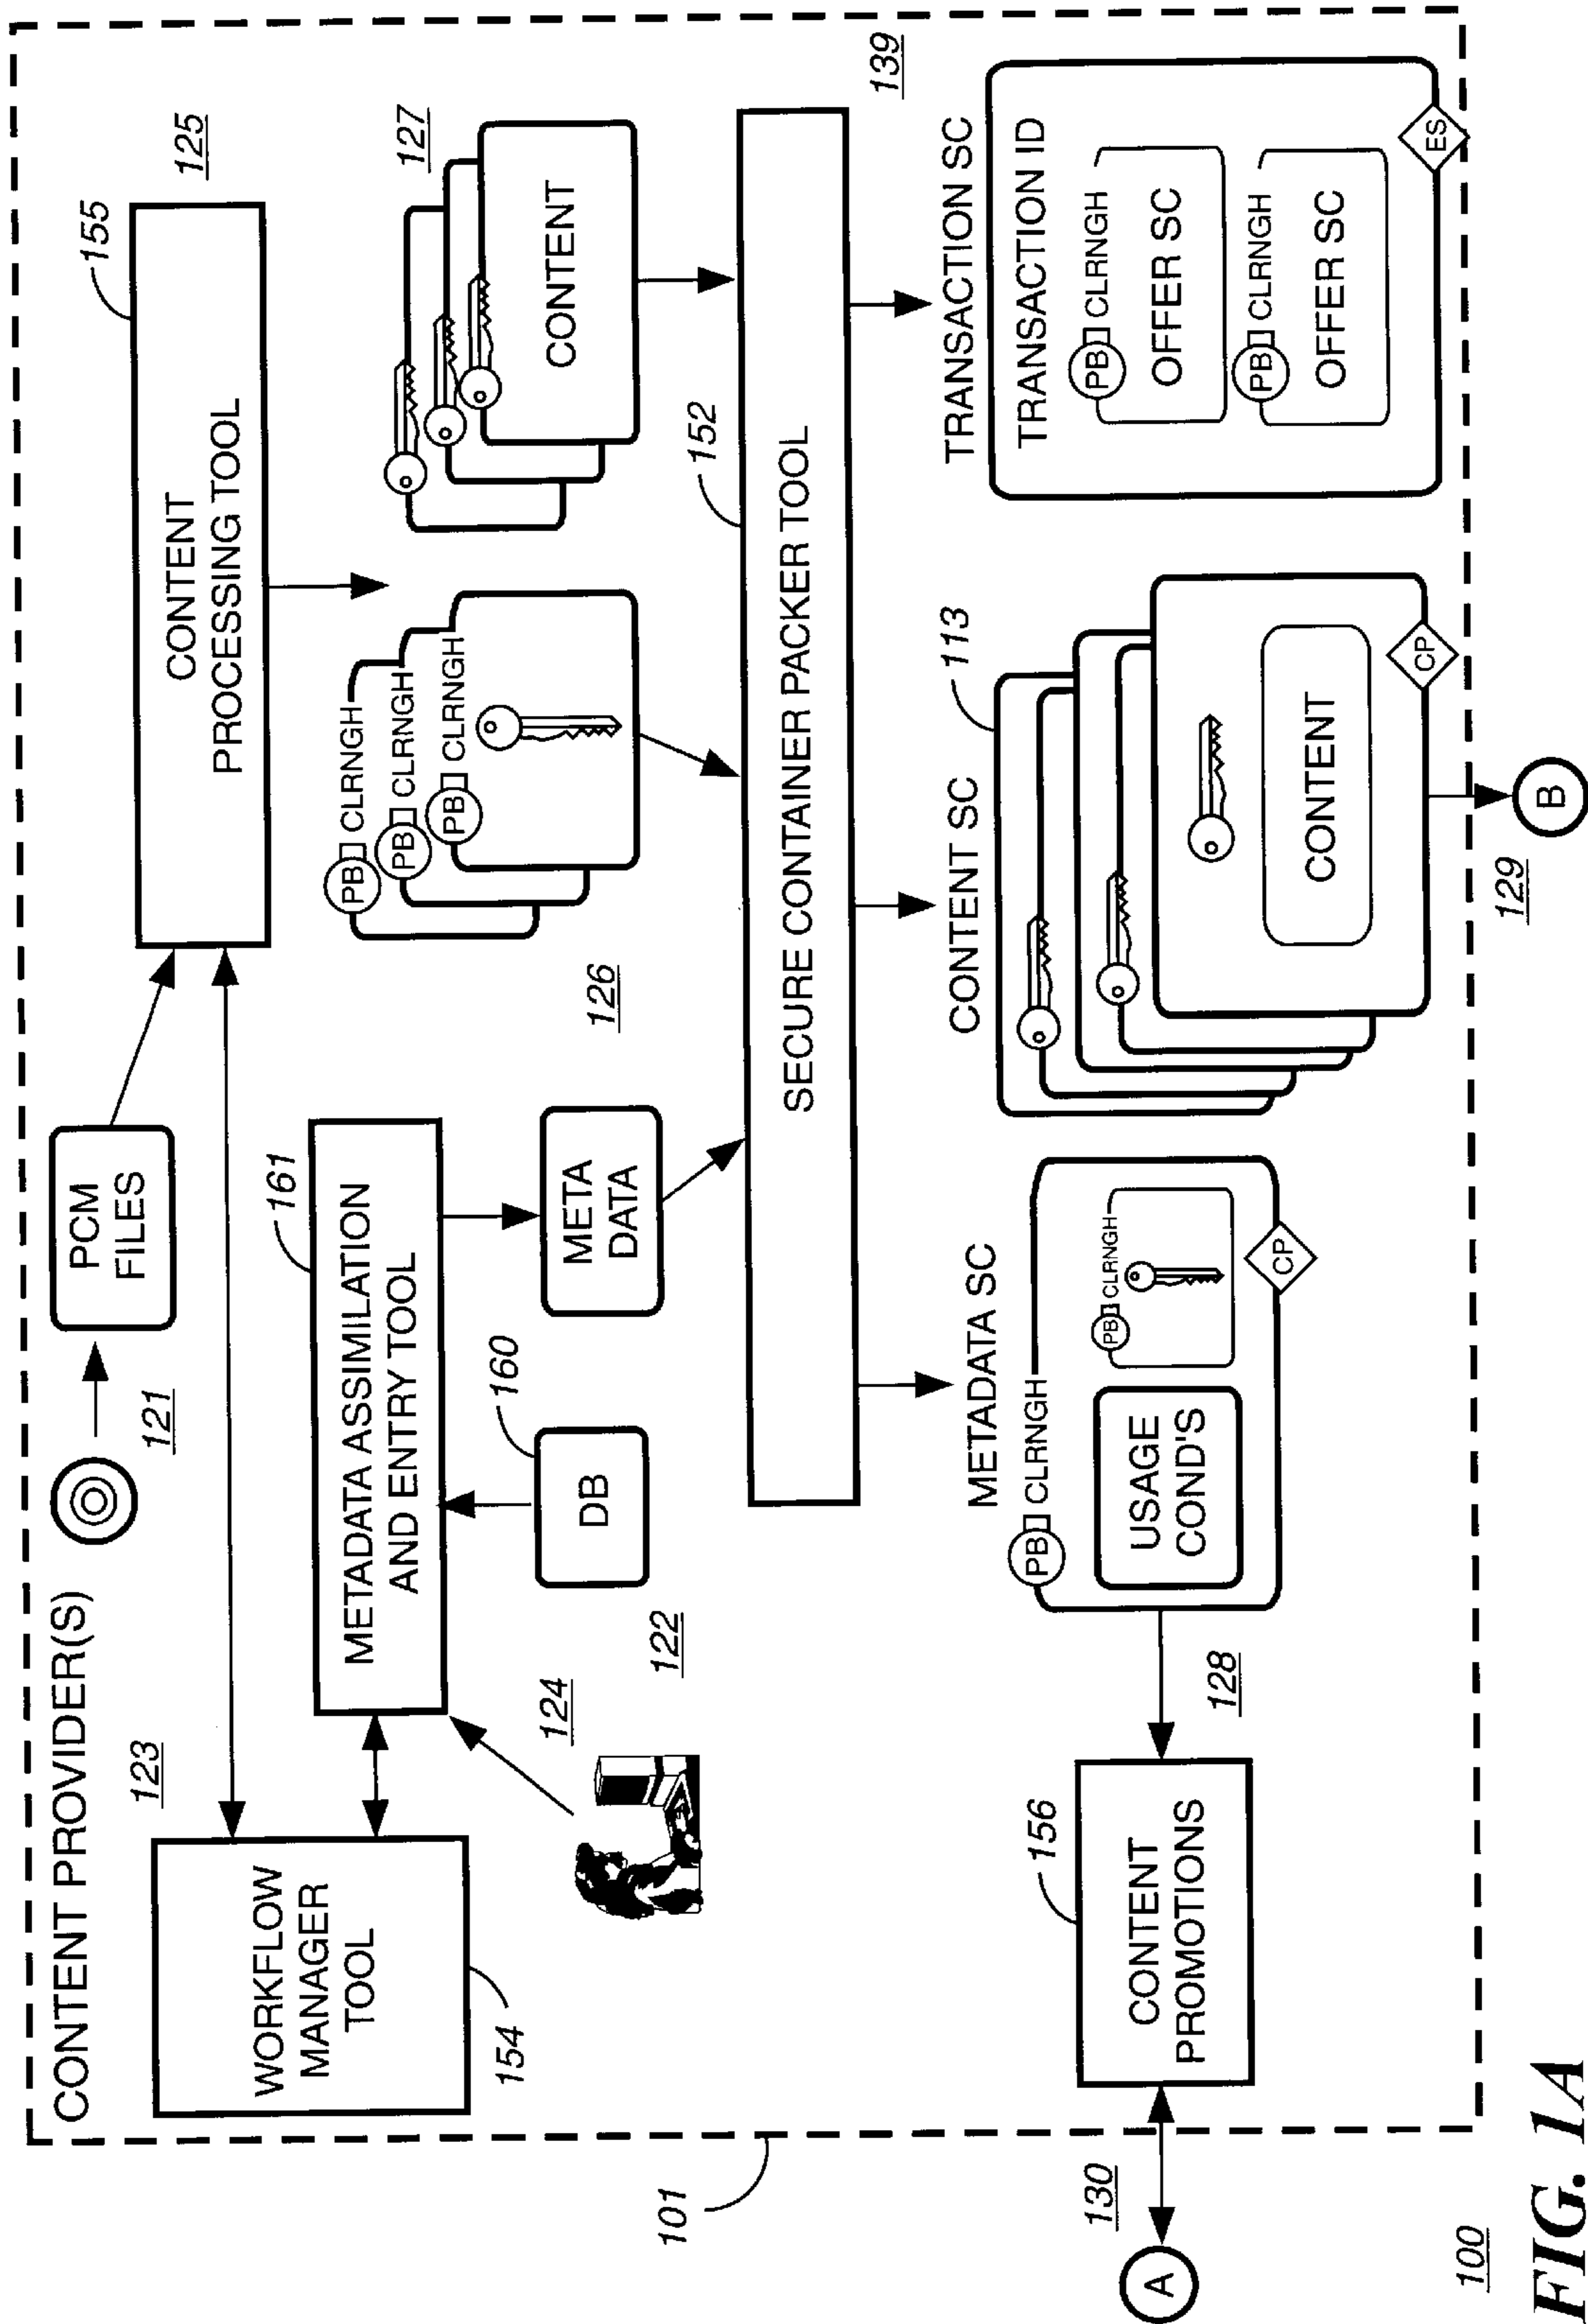 CONTENT PROVIDER(S)
123
WORKFLOW
MANAGER
TOOL
154
121
PCM
FILES
155
CONTENT
PROCESSING TOOL
125
161
METADATA ASSIMILATION
AND ENTRY TOOL
124
122
160
DB
META
DATA
126
PB CLRNGH
PB CLRNGH
PB CLRNGH
127
CONTENT
152
SECURE CONTAINER PACKER TOOL
139
METADATA SC
PB CLRNGH
USAGE
COND'S
PB CLRNGH
CP
128
156
CONTENT
PROMOTIONS
130
A
101
CONTENT SC
113
CONTENT
CP
129
B
TRANSACTION SC
TRANSACTION ID
PB CLRNGH
OFFER SC
PB CLRNGH
OFFER SC
ES
100
FIG. 11A